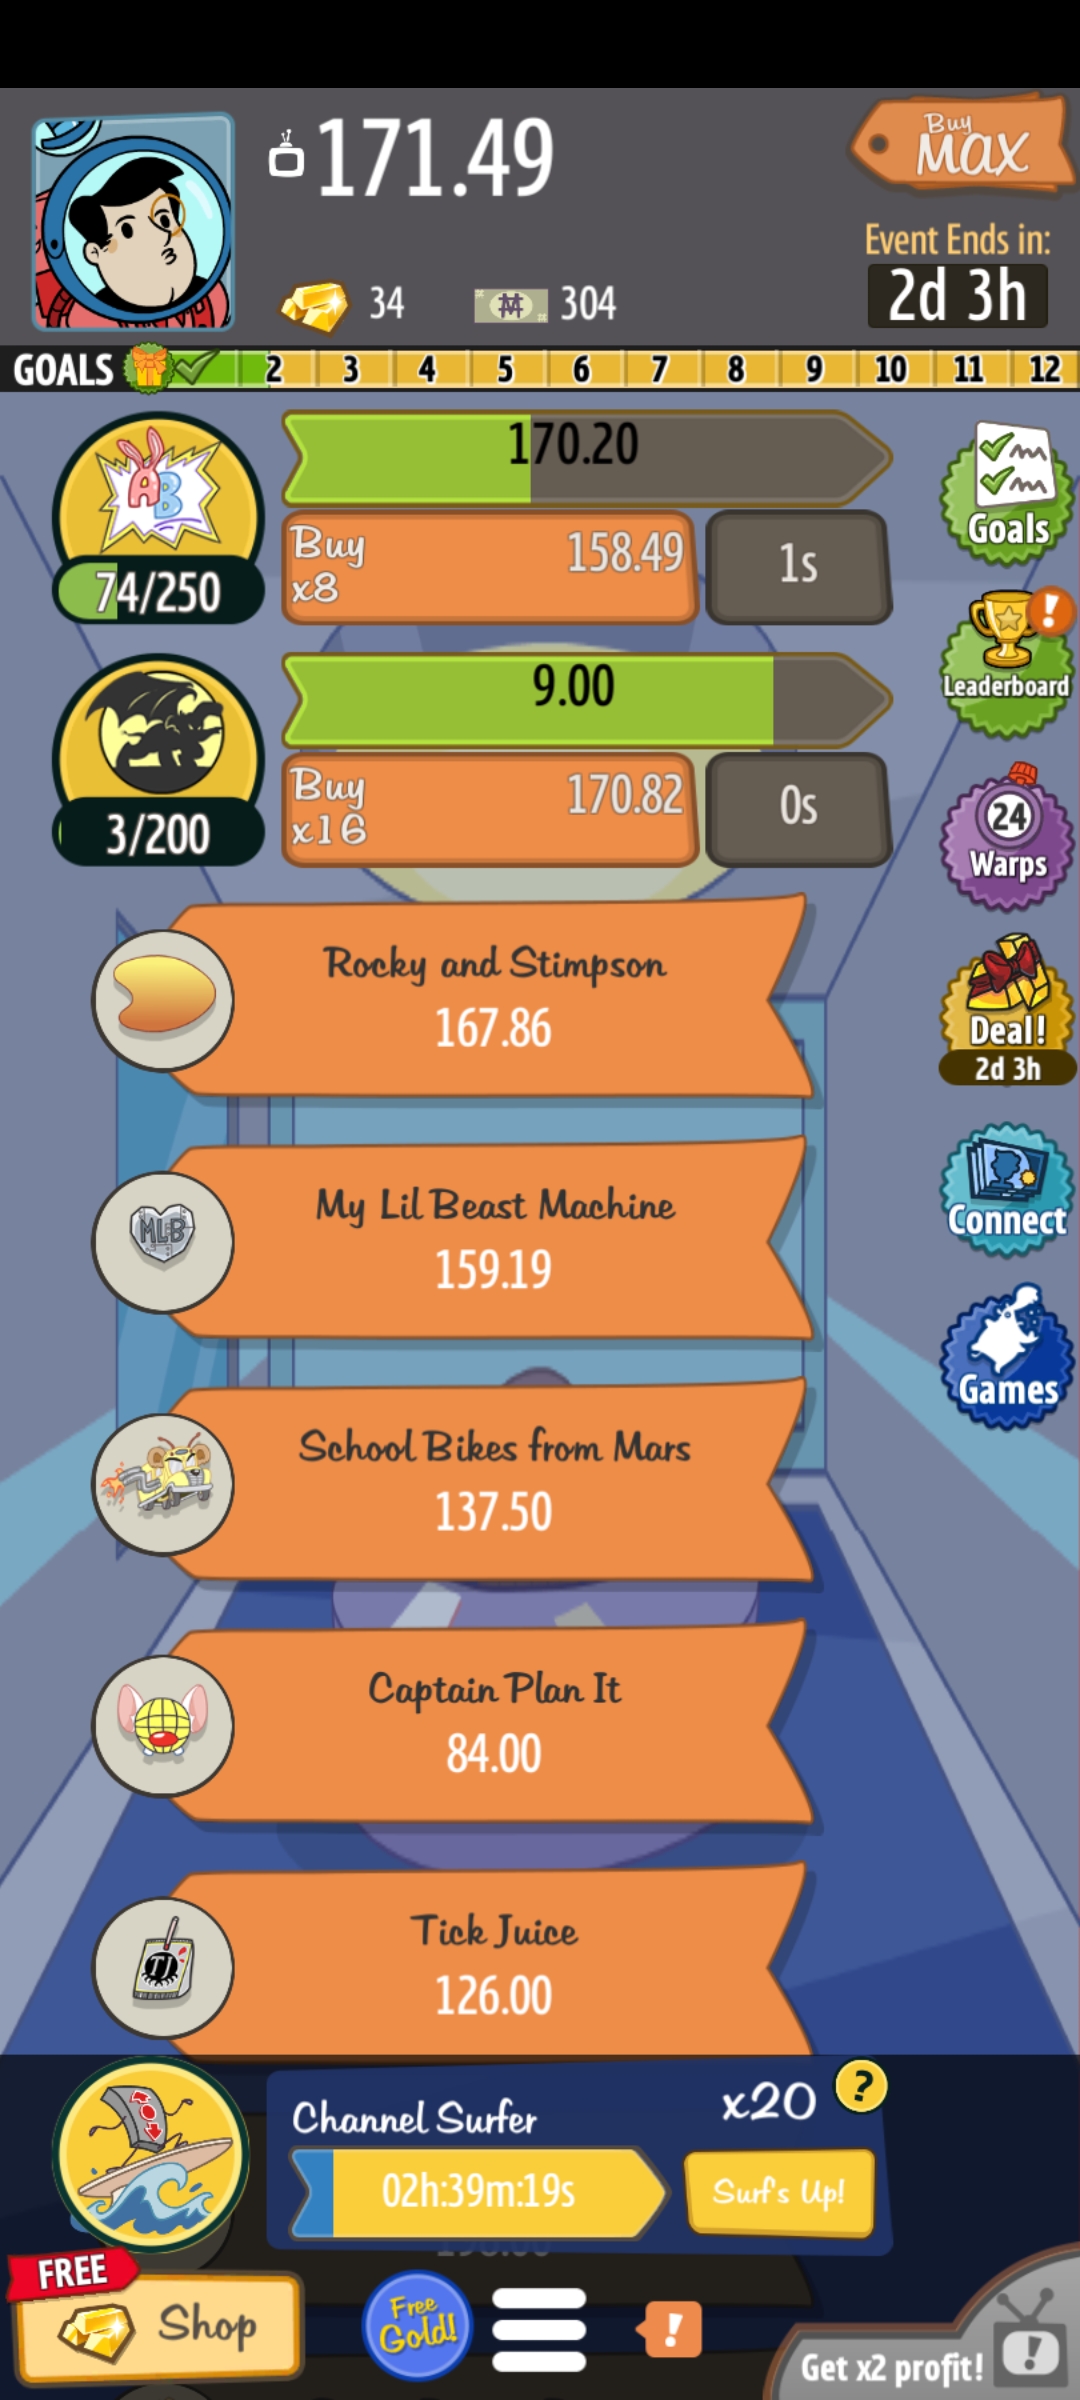 171.49
Buy
MAX
34
304
Event Ends in:
2d 3h
GOALS 2 3 4 5 6 7 8 9 10 11 12
AB
170.20
Buy
x8
158.49
1s
74/250
Goals
9.00
Buy
x16
170.82
0s
3/200
Leaderboard
24
Warps
Rocky and Stimpson
167.86
Deal!
2d 3h
MLB
My Lil Beast Machine
159.19
Connect
School Bikes from Mars
137.50
Games
Captain Plan It
84.00
TJ
Tick Juice
126.00
Channel Surfer
x20
?
02h:39m:19s
Surf's Up!
FREE
Shop
Free
Gold!
!
Get x2 profit!
!